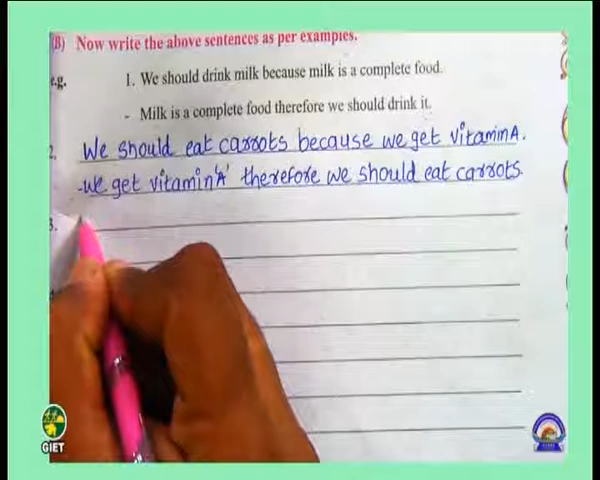 (B) Now write the above sentences as per examples.
e.g. 1. We should drink milk because milk is a complete food.
- Milk is a complete food therefore we should drink it.
2. We should eat carrots because we get vitamin A.
-We get vitamin 'A' therefore we should eat carrots.
3.
GIET